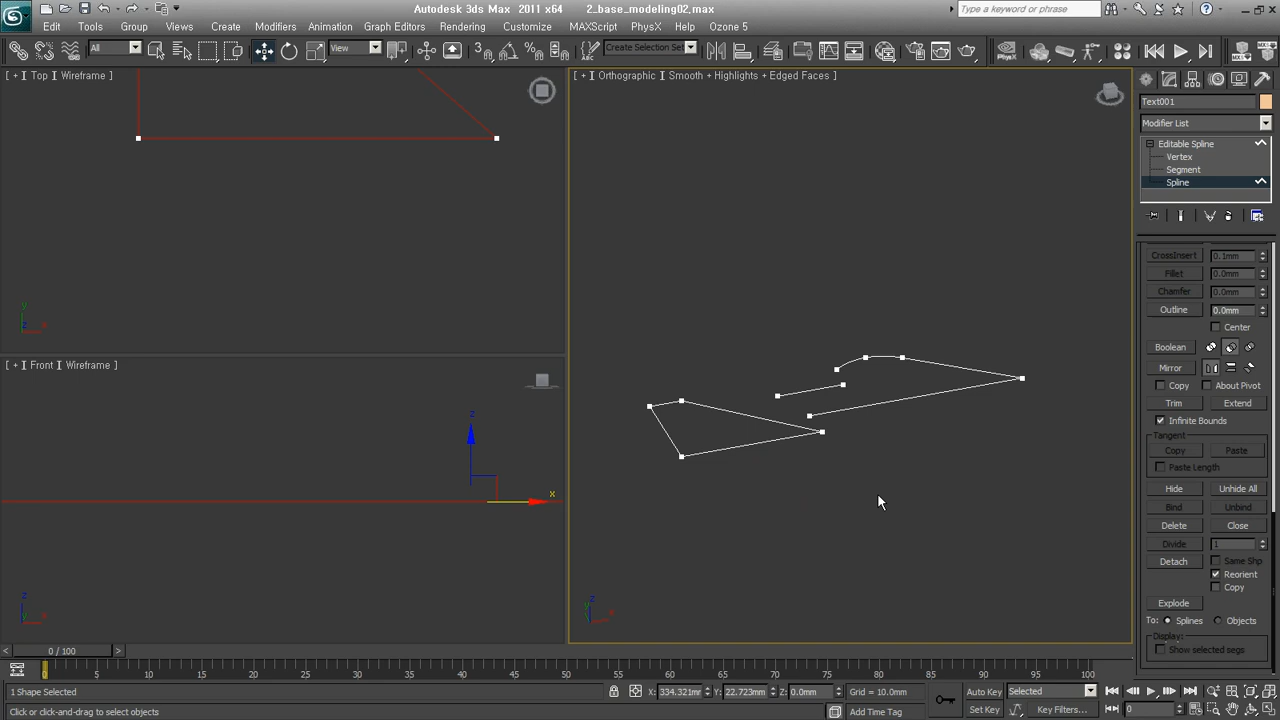 Autodesk 3ds Max 2011 x64 2_base_modeling02.max
Type a keyword or phrase
Edit Tools Group Views Create Modifiers Animation Graph Editors Rendering Customize MAXScript PhysX Help Ozone 5
All View Create Selection Set
[ + ] Top ] Wireframe ]
[ + ] Orthographic ] Smooth + Highlights + Edged Faces ]
[ + ] Front ] Wireframe ]
y
z
x
z
x
z
y
Text001
Modifier List
Editable Spline
Vertex
Segment
Spline
CrossInsert 0.1mm
Fillet 0.0mm
Chamfer 0.0mm
Outline 0.0mm
Center
Boolean
Mirror
Copy About Pivot
Trim Extend
Infinite Bounds
Tangent
Copy Paste
Paste Length
Hide Unhide All
Bind Unbind
Delete Close
Divide 1
Detach Same Shp
Reorient
Copy
Explode
To: Splines Objects
Display:
Show selected segs
0 / 100
0 5 10 15 20 25 30 35 40 45 50 55 60 65 70 75 80 85 90 95 100
1 Shape Selected X: 334.321mm Y: 22.723mm Z: 0.0mm Grid = 10.0mm Auto Key Selected
Click or click-and-drag to select objects Add Time Tag Set Key Key Filters... 0